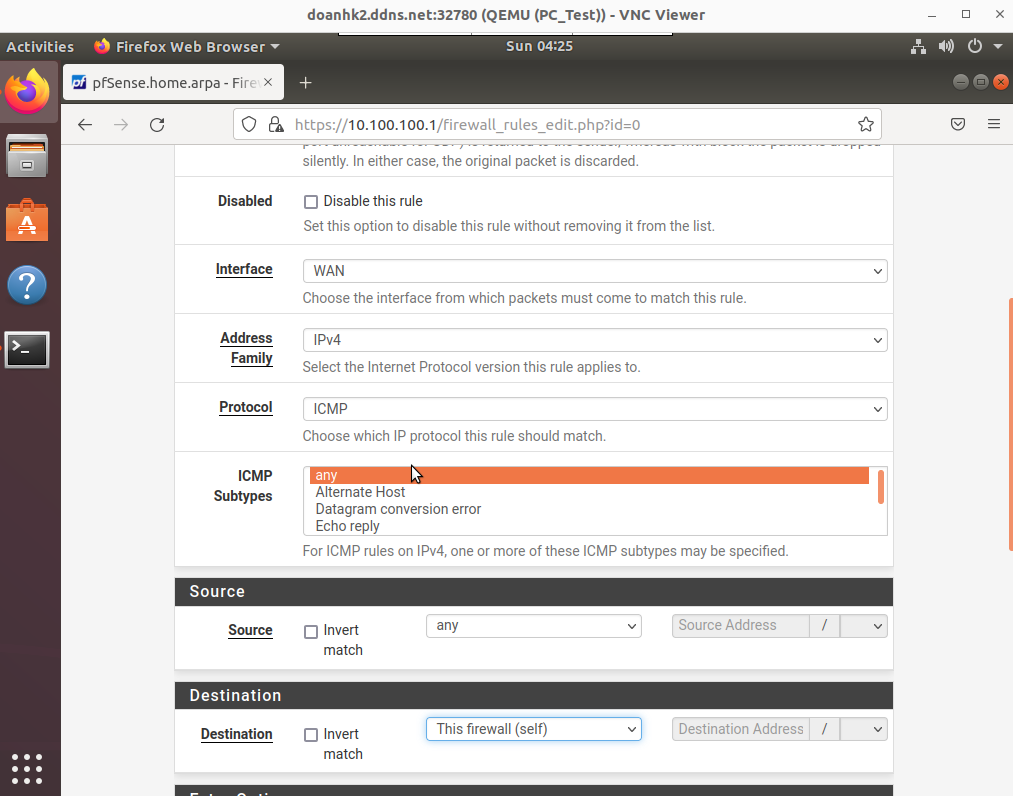 doanhk2.ddns.net:32780 (QEMU (PC_Test)) - VNC Viewer
Activities
Firefox Web Browser
Sun 04:25
pfSense.home.arpa - Fire
https://10.100.100.1/firewall_rules_edit.php?id=0
silently. In either case, the original packet is discarded.
Disabled
Disable this rule
Set this option to disable this rule without removing it from the list.
Interface
WAN
Choose the interface from which packets must come to match this rule.
Address
Family
IPv4
Select the Internet Protocol version this rule applies to.
Protocol
ICMP
Choose which IP protocol this rule should match.
ICMP
Subtypes
any
Alternate Host
Datagram conversion error
Echo reply
For ICMP rules on IPv4, one or more of these ICMP subtypes may be specified.
Source
Source
Invert
match
any
Source Address
/
Destination
Destination
Invert
match
This firewall (self)
Destination Address
/